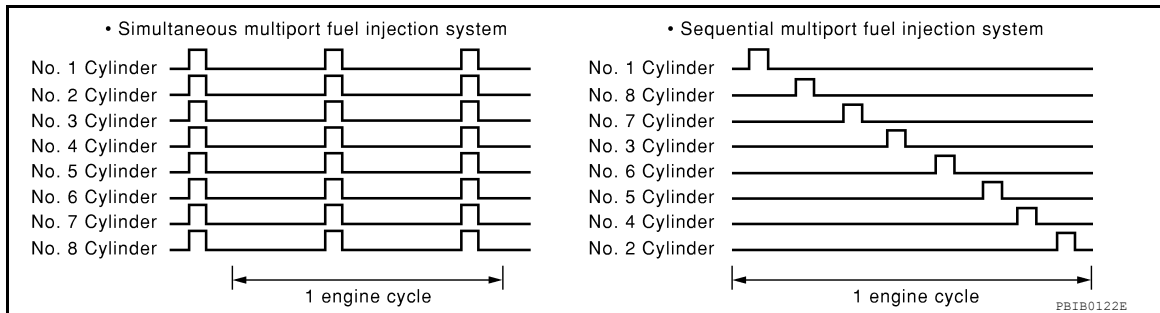 • Simultaneous multiport fuel injection system
No. 1 Cylinder
No. 2 Cylinder
No. 3 Cylinder
No. 4 Cylinder
No. 5 Cylinder
No. 6 Cylinder
No. 7 Cylinder
No. 8 Cylinder
1 engine cycle
• Sequential multiport fuel injection system
No. 1 Cylinder
No. 8 Cylinder
No. 7 Cylinder
No. 3 Cylinder
No. 6 Cylinder
No. 5 Cylinder
No. 4 Cylinder
No. 2 Cylinder
1 engine cycle
PBIB0122E